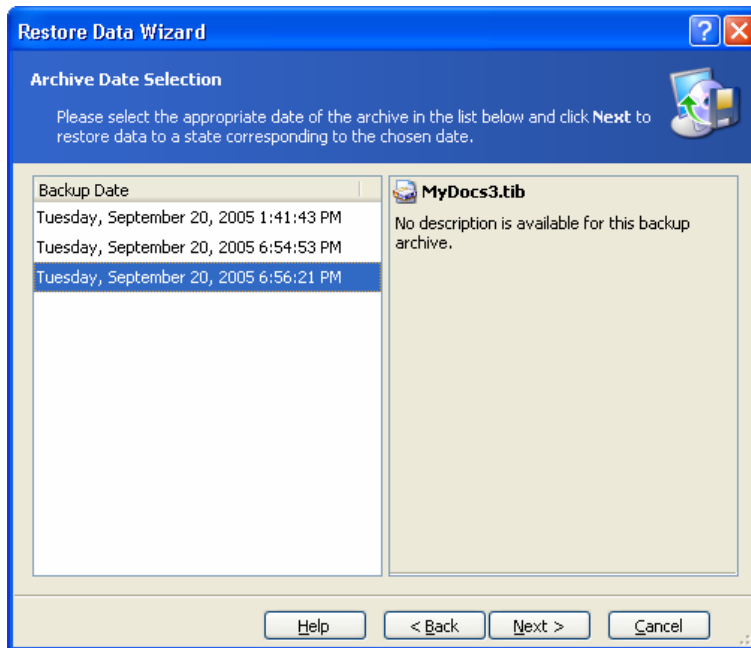 Restore Data Wizard
Archive Date Selection
Please select the appropriate date of the archive in the list below and click Next to
restore data to a state corresponding to the chosen date.
Backup Date
Tuesday, September 20, 2005 1:41:43 PM
Tuesday, September 20, 2005 6:54:53 PM
Tuesday, September 20, 2005 6:56:21 PM
MyDocs3.tib
No description is available for this backup
archive.
Help
< Back
Next >
Cancel